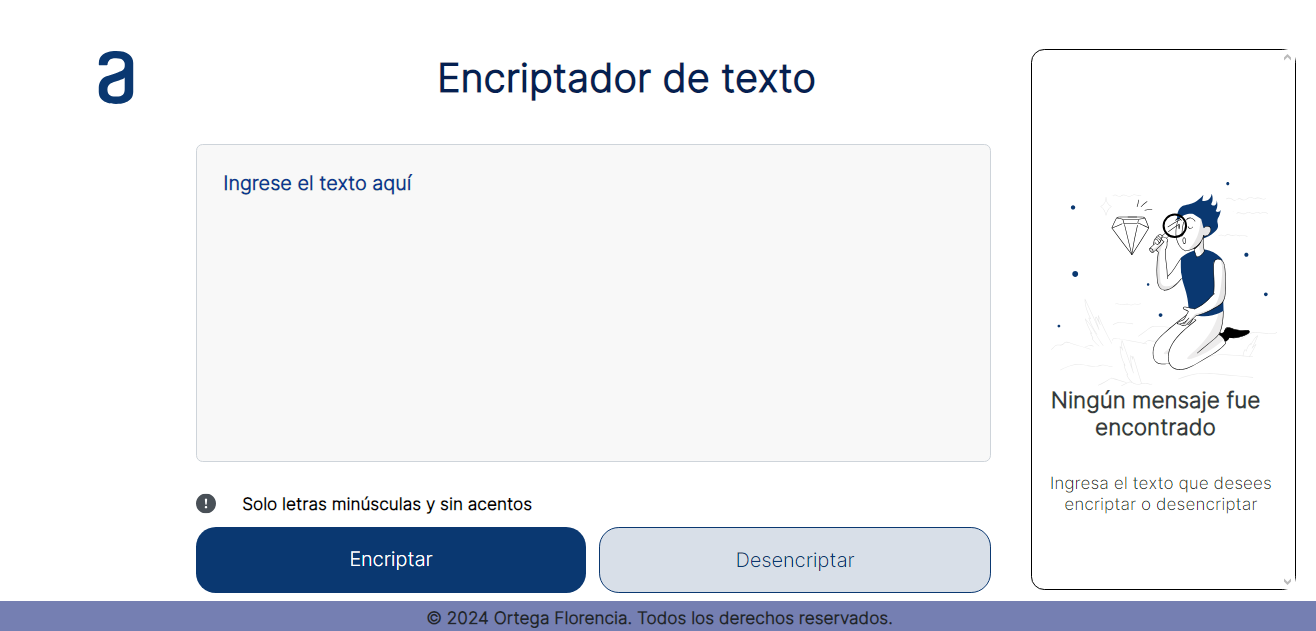 a
Encriptador de texto
Ingrese el texto aquí
Solo letras minúsculas y sin acentos
Encriptar
Desencriptar
Ningún mensaje fue
encontrado
Ingresa el texto que desees
encriptar o desencriptar
© 2024 Ortega Florencia. Todos los derechos reservados.